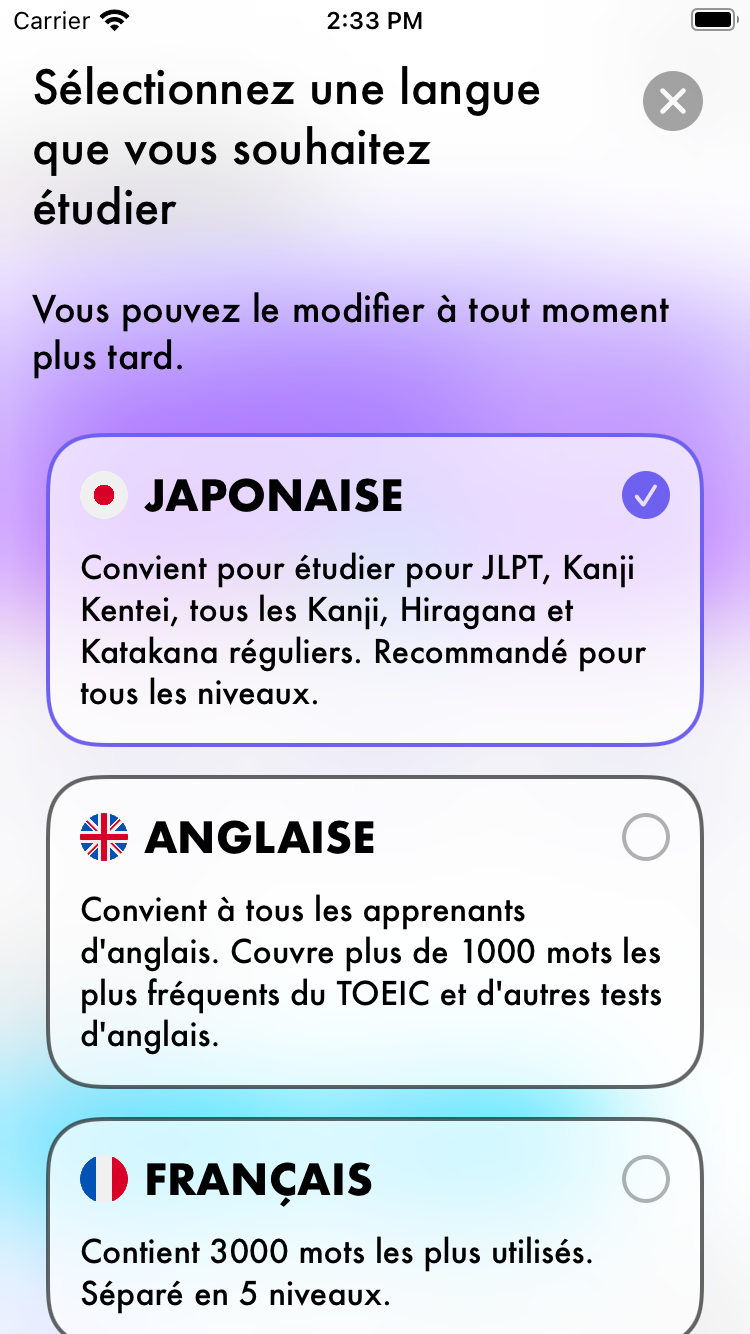 Carrier
2:33 PM
Sélectionnez une langue
que vous souhaitez
étudier
Vous pouvez le modifier à tout moment
plus tard.
JAPONAISE
Convient pour étudier pour JLPT, Kanji
Kentei, tous les Kanji, Hiragana et
Katakana réguliers. Recommandé pour
tous les niveaux.
ANGLAISE
Convient à tous les apprenants
d'anglais. Couvre plus de 1000 mots les
plus fréquents du TOEIC et d'autres tests
d'anglais.
FRANÇAIS
Contient 3000 mots les plus utilisés.
Séparé en 5 niveaux.